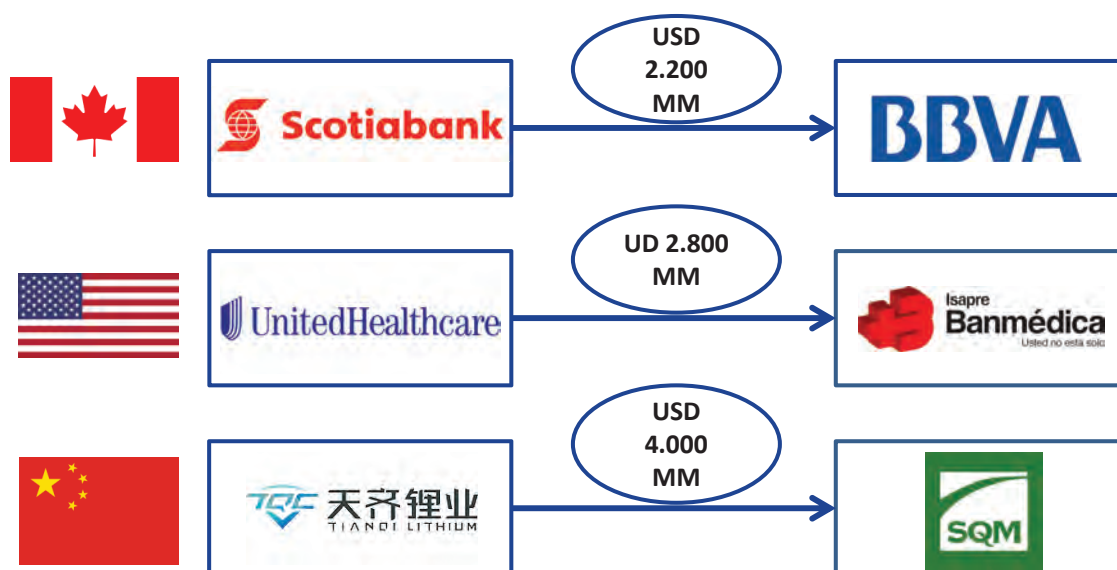 USD
2.200
MM
Scotiabank
BBVA
UD 2.800
MM
UnitedHealthcare
Isapre
Banmédica
Usted no está solo
USD
4.000
MM
TQC 天齐锂业
TIANQI LITHIUM
SQM